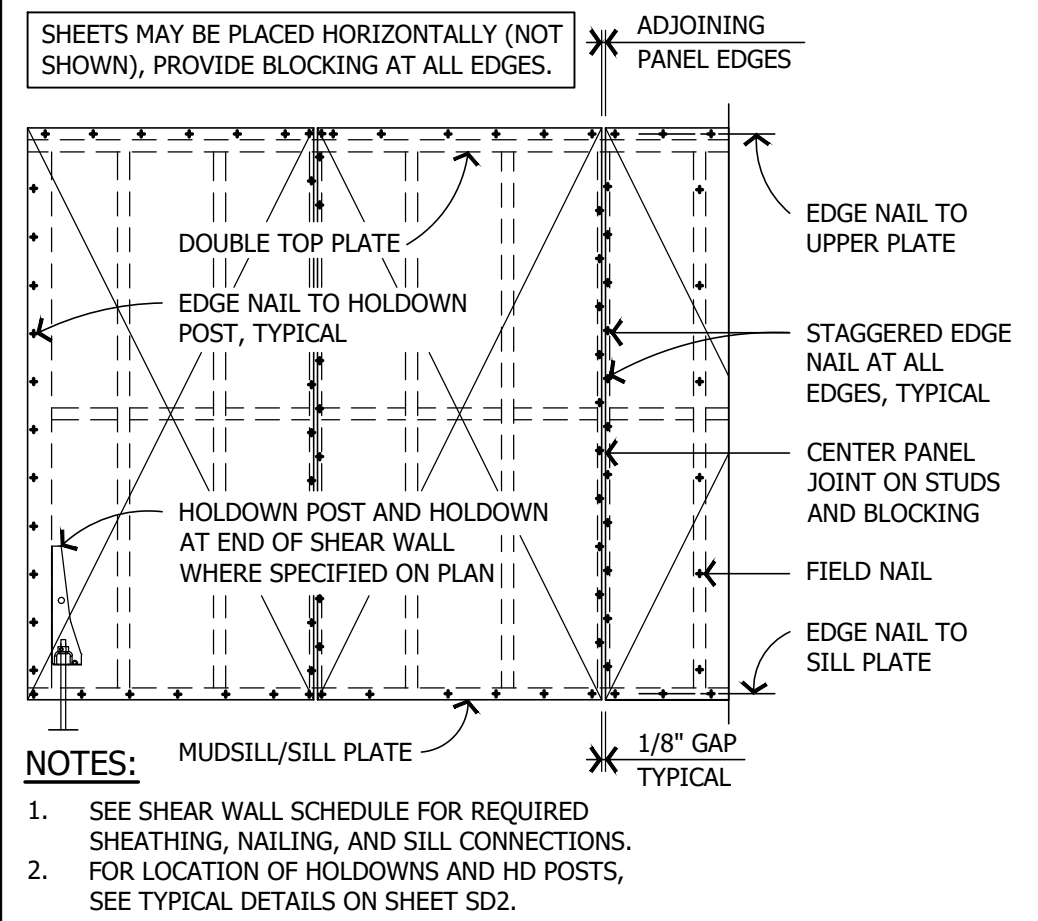 SHEETS MAY BE PLACED HORIZONTALLY (NOT
SHOWN), PROVIDE BLOCKING AT ALL EDGES.
ADJOINING
PANEL EDGES
EDGE NAIL TO
UPPER PLATE
DOUBLE TOP PLATE
EDGE NAIL TO HOLDOWN
POST, TYPICAL
STAGGERED EDGE
NAIL AT ALL
EDGES, TYPICAL
CENTER PANEL
JOINT ON STUDS
AND BLOCKING
HOLDOWN POST AND HOLDOWN
AT END OF SHEAR WALL
WHERE SPECIFIED ON PLAN
FIELD NAIL
EDGE NAIL TO
SILL PLATE
MUDSILL/SILL PLATE
1/8" GAP
TYPICAL
NOTES:
1. SEE SHEAR WALL SCHEDULE FOR REQUIRED
SHEATHING, NAILING, AND SILL CONNECTIONS.
2. FOR LOCATION OF HOLDOWNS AND HD POSTS,
SEE TYPICAL DETAILS ON SHEET SD2.